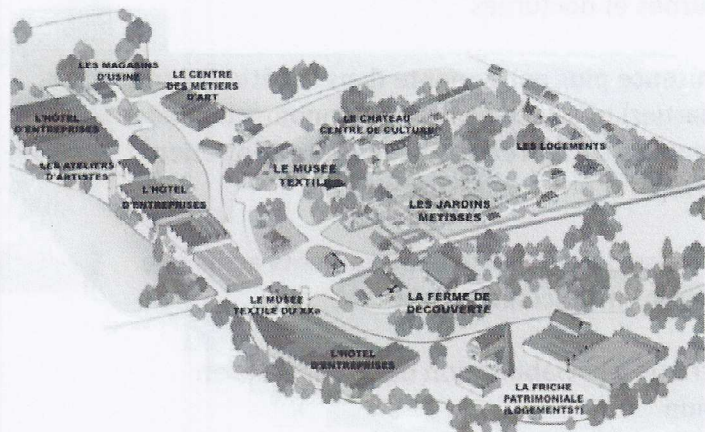 LES MAGASINS
D'USINE
LE CENTRE
DES MÉTIERS
D'ART
L'HÔTEL
D'ENTREPRISES
LE CHATEAU
CENTRE DE CULTURE
LES LOGEMENTS
LES ATELIERS
D'ARTISTES
LE MUSÉE
TEXTILE
L'HÔTEL
D'ENTREPRISES
LES JARDINS
METISSÉS
LE MUSÉE
TEXTILE DU XXe
LA FERME DE
DÉCOUVERTE
L'HÔTEL
D'ENTREPRISES
LA FRICHE
PATRIMONIALE
(LOGEMENTS?)